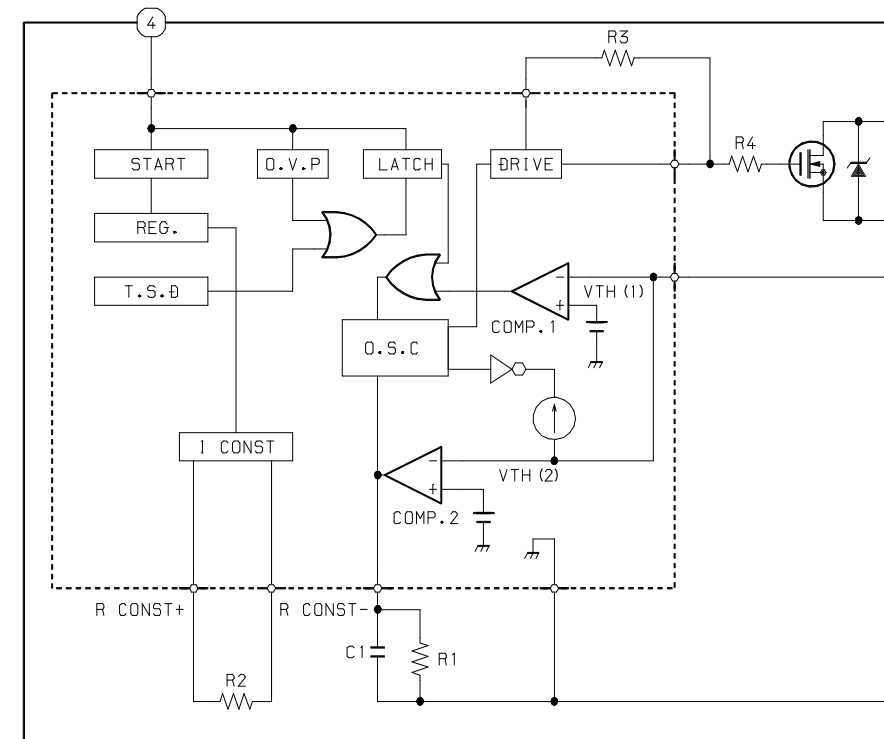 4
R3
R4
START
O.V.P
LATCH
DRIVE
REG.
T.S.D
VTH (1)
COMP.1
O.S.C
I CONST
VTH (2)
COMP.2
R CONST+
R CONST-
C1
R1
R2